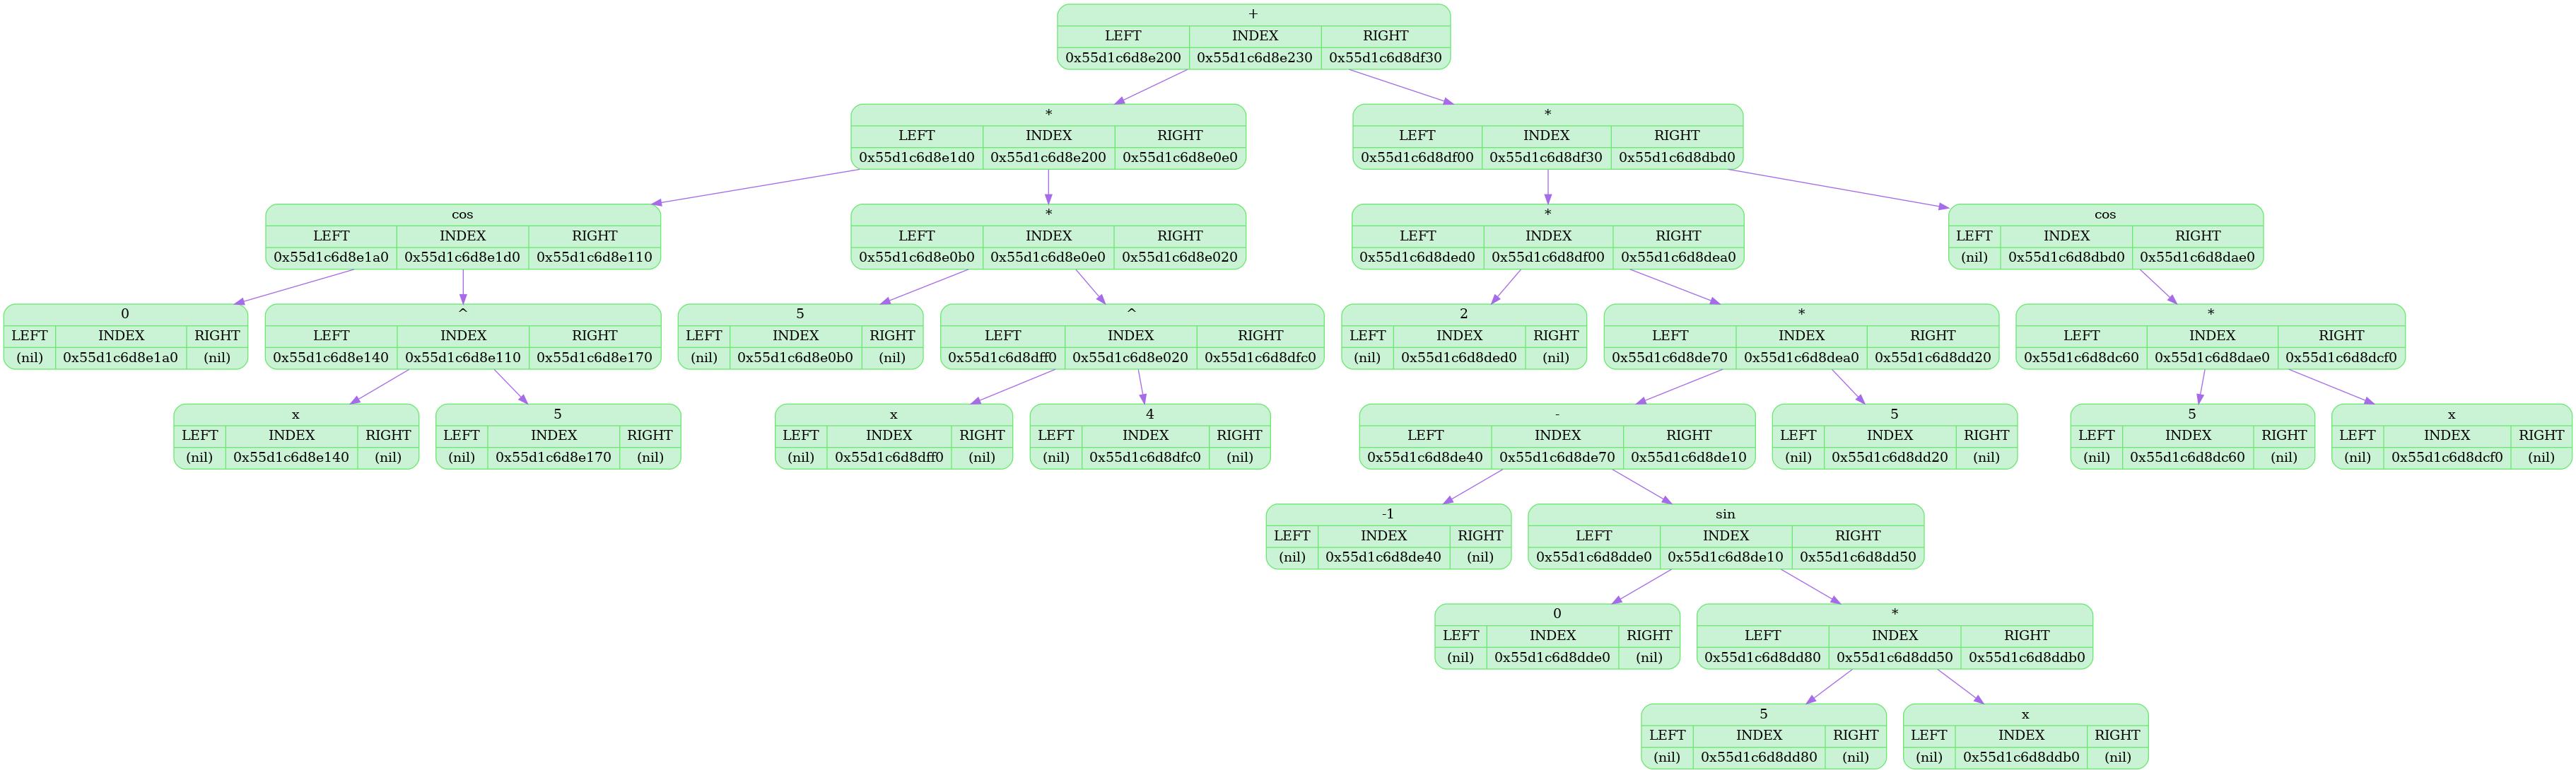 +
LEFT INDEX RIGHT
0x55d1c6d8e200 0x55d1c6d8e230 0x55d1c6d8df30
*
LEFT INDEX RIGHT
0x55d1c6d8e1d0 0x55d1c6d8e200 0x55d1c6d8e0e0
*
LEFT INDEX RIGHT
0x55d1c6d8df00 0x55d1c6d8df30 0x55d1c6d8dbd0
cos
LEFT INDEX RIGHT
0x55d1c6d8e1a0 0x55d1c6d8e1d0 0x55d1c6d8e110
*
LEFT INDEX RIGHT
0x55d1c6d8e0b0 0x55d1c6d8e0e0 0x55d1c6d8e020
*
LEFT INDEX RIGHT
0x55d1c6d8ded0 0x55d1c6d8df00 0x55d1c6d8dea0
cos
LEFT INDEX RIGHT
(nil) 0x55d1c6d8dbd0 0x55d1c6d8dae0
0
LEFT INDEX RIGHT
(nil) 0x55d1c6d8e1a0 (nil)
^
LEFT INDEX RIGHT
0x55d1c6d8e140 0x55d1c6d8e110 0x55d1c6d8e170
5
LEFT INDEX RIGHT
(nil) 0x55d1c6d8e0b0 (nil)
^
LEFT INDEX RIGHT
0x55d1c6d8dff0 0x55d1c6d8e020 0x55d1c6d8dfc0
2
LEFT INDEX RIGHT
(nil) 0x55d1c6d8ded0 (nil)
*
LEFT INDEX RIGHT
0x55d1c6d8de70 0x55d1c6d8dea0 0x55d1c6d8dd20
*
LEFT INDEX RIGHT
0x55d1c6d8dc60 0x55d1c6d8dae0 0x55d1c6d8dcf0
x
LEFT INDEX RIGHT
(nil) 0x55d1c6d8e140 (nil)
5
LEFT INDEX RIGHT
(nil) 0x55d1c6d8e170 (nil)
x
LEFT INDEX RIGHT
(nil) 0x55d1c6d8dff0 (nil)
4
LEFT INDEX RIGHT
(nil) 0x55d1c6d8dfc0 (nil)
-
LEFT INDEX RIGHT
0x55d1c6d8de40 0x55d1c6d8de70 0x55d1c6d8de10
5
LEFT INDEX RIGHT
(nil) 0x55d1c6d8dd20 (nil)
5
LEFT INDEX RIGHT
(nil) 0x55d1c6d8dc60 (nil)
x
LEFT INDEX RIGHT
(nil) 0x55d1c6d8dcf0 (nil)
-1
LEFT INDEX RIGHT
(nil) 0x55d1c6d8de40 (nil)
sin
LEFT INDEX RIGHT
0x55d1c6d8dde0 0x55d1c6d8de10 0x55d1c6d8dd50
0
LEFT INDEX RIGHT
(nil) 0x55d1c6d8dde0 (nil)
*
LEFT INDEX RIGHT
0x55d1c6d8dd80 0x55d1c6d8dd50 0x55d1c6d8ddb0
5
LEFT INDEX RIGHT
(nil) 0x55d1c6d8dd80 (nil)
x
LEFT INDEX RIGHT
(nil) 0x55d1c6d8ddb0 (nil)